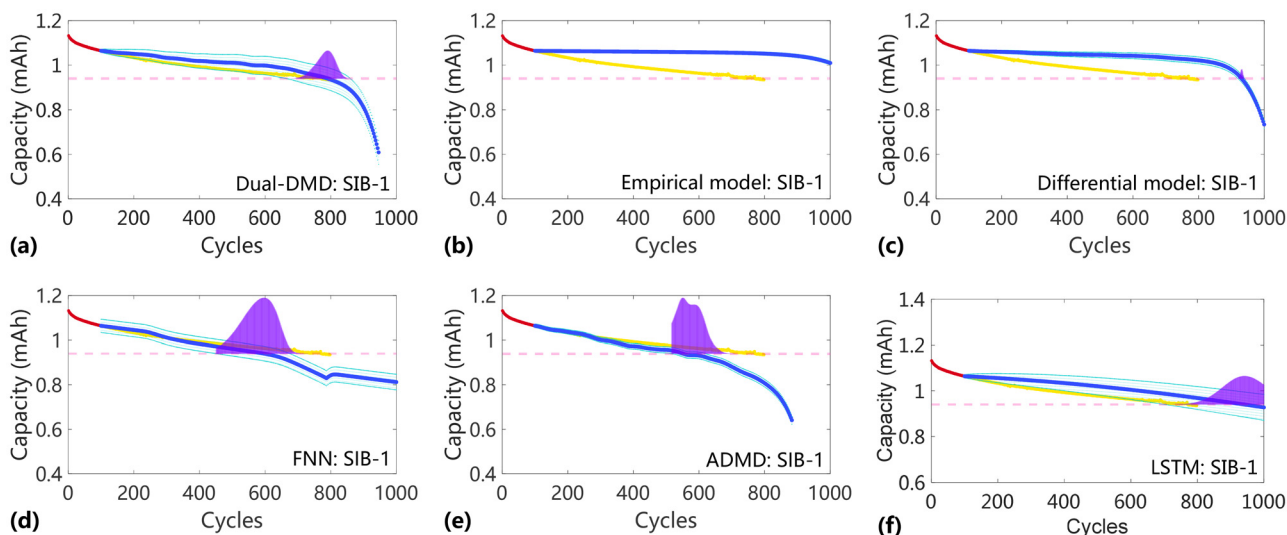 1.2
1
0.8
0.6
0.4
Capacity (mAh)
Dual-DMD: SIB-1
0 200 400 600 800 1000
(a)
Cycles
1.2
1
0.8
0.6
0.4
Capacity (mAh)
Empirical model: SIB-1
0 200 400 600 800 1000
(b)
Cycles
1.2
1
0.8
0.6
0.4
Capacity (mAh)
Differential model: SIB-1
0 200 400 600 800 1000
(c)
Cycles
1.2
1
0.8
0.6
0.4
Capacity (mAh)
FNN: SIB-1
0 200 400 600 800 1000
(d)
Cycles
1.2
1
0.8
0.6
0.4
Capacity (mAh)
ADMD: SIB-1
0 200 400 600 800 1000
(e)
Cycles
1.4
1.2
1
0.8
0.6
Capacity (mAh)
LSTM: SIB-1
0 200 400 600 800 1000
(f)
Cycles